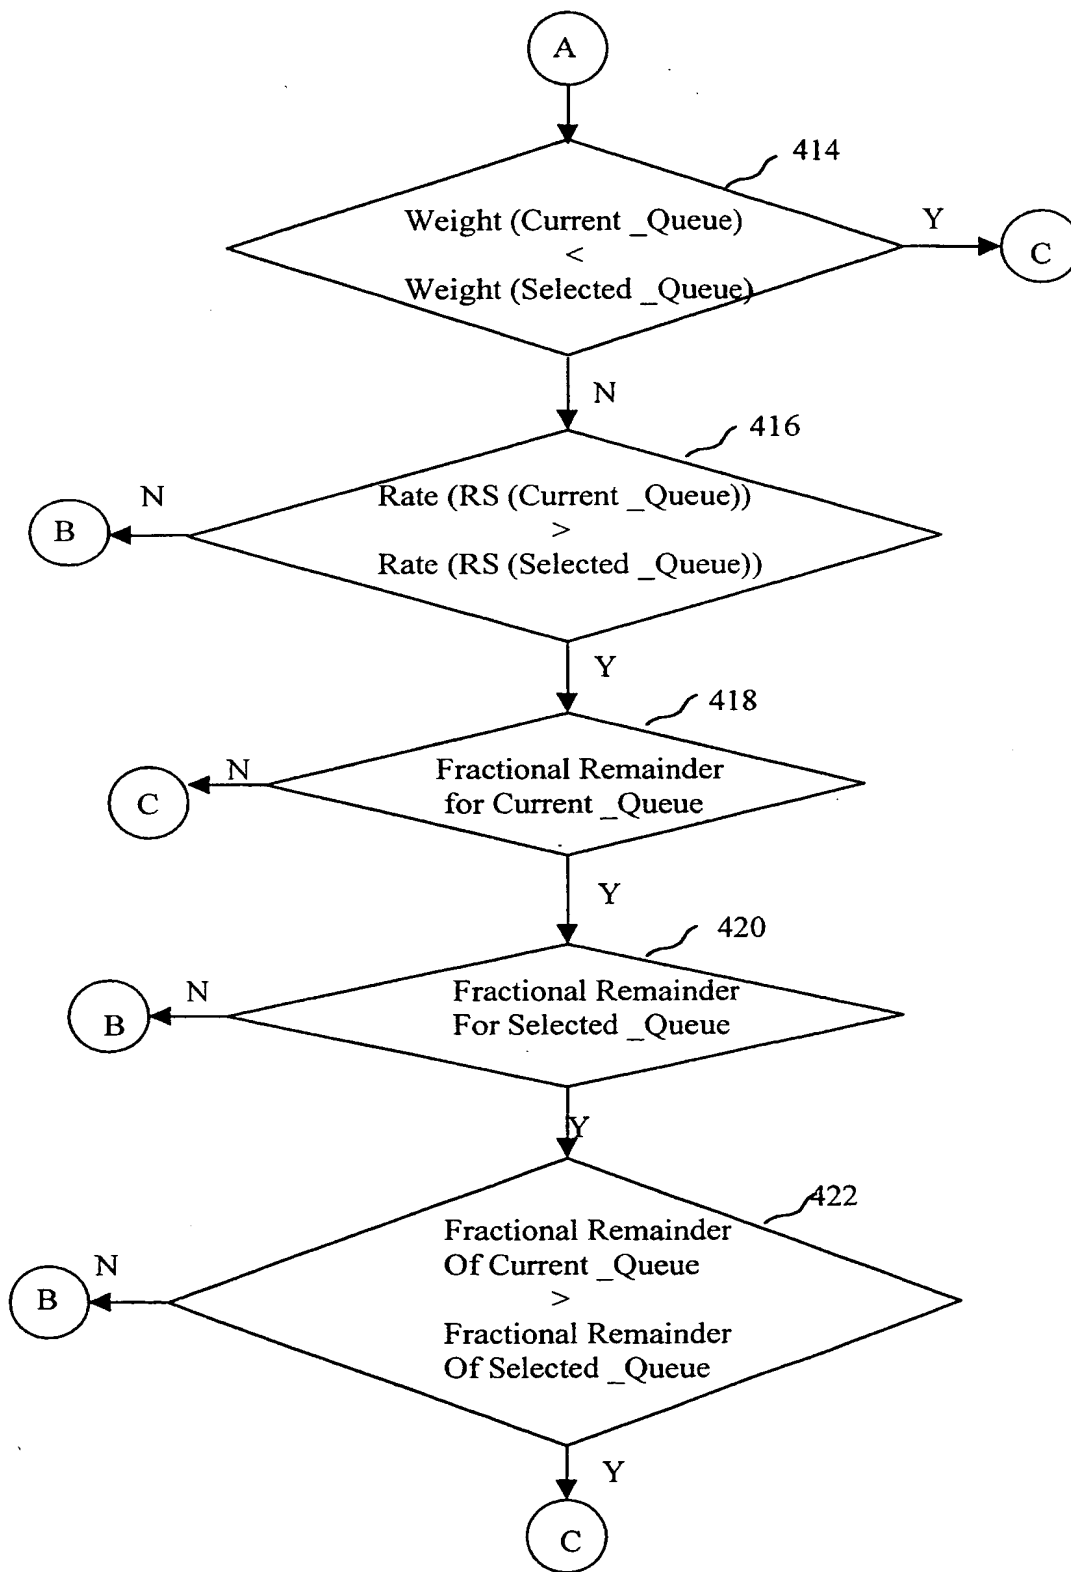 A
414
Weight (Current _Queue)
<
Weight (Selected _Queue)
Y
C
N
416
Rate (RS (Current _Queue))
>
Rate (RS (Selected _Queue))
N
B
Y
418
Fractional Remainder
for Current _Queue
N
C
Y
420
Fractional Remainder
For Selected _Queue
N
B
Y
422
Fractional Remainder
Of Current _Queue
>
Fractional Remainder
Of Selected _Queue
N
B
Y
C